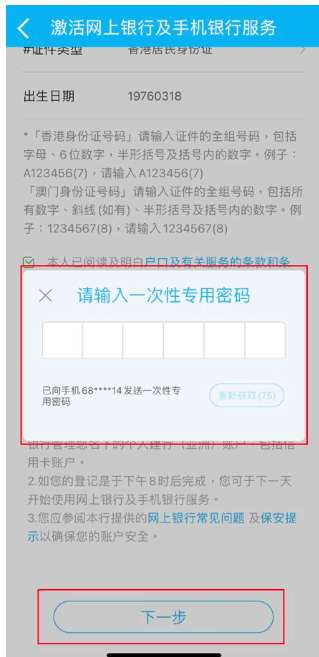 激活网上银行及手机银行服务
#证件类型 香港居民身份证
出生日期 19760318
*「香港身份证号码」请输入证件的全组号码，包括
字母、6位数字，半形括号及括号内的数字。例子：
A123456(7)，请输入A123456(7)
「澳门身份证号码」请输入证件的全组号码，包括所
有数字、斜线 (如有)、半形括号及括号内的数字。例
子：1234567(8)，请输入1234567(8)
本人已阅读及明白户口及有关服务的条款和条
请输入一次性专用密码
已向手机68****14发送一次性专
用密码
重新获取 (75)
银行管理您名下的个人建行（亚洲）账户，包括信
用卡账户。
2.如您的登记是于下午8时后完成，您可于下一天
开始使用网上银行及手机银行服务。
3.您应参阅本行提供的网上银行常见问题 及保安提
示以确保您的账户安全。
下一步